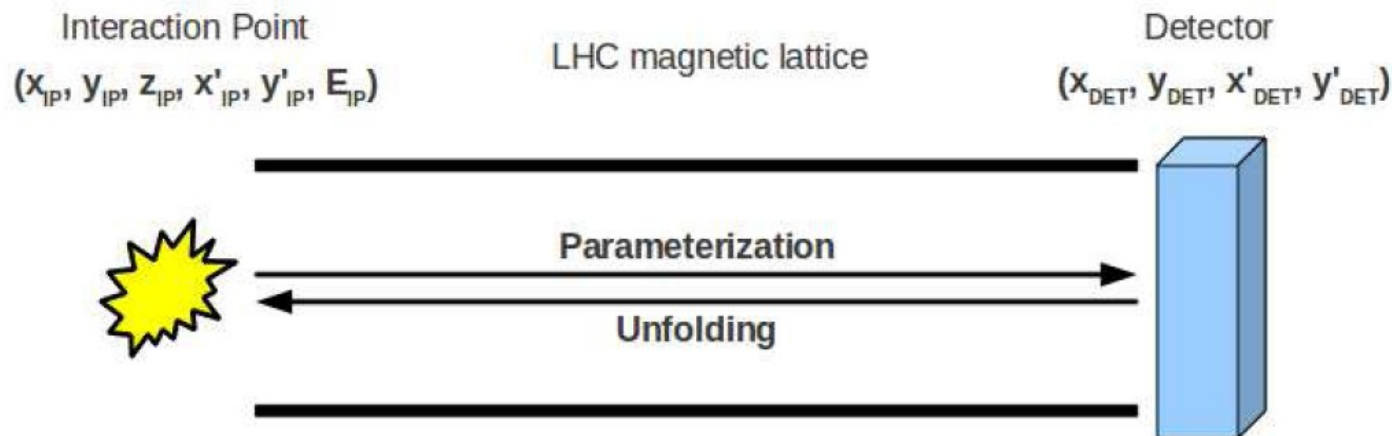 Interaction Point
(x_IP, y_IP, z_IP, x'_IP, y'_IP, E_IP)
LHC magnetic lattice
Detector
(x_DET, y_DET, x'_DET, y'_DET)
Parameterization
Unfolding